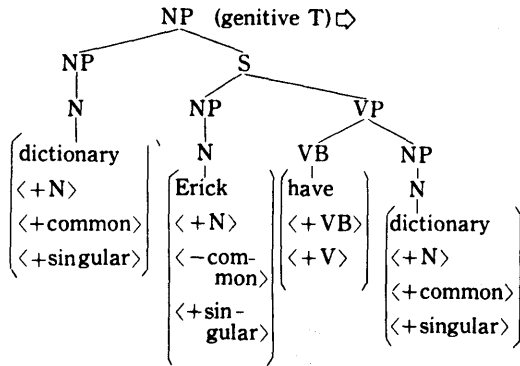 NP (genitive T) ⇨
NP S
N NP VP
N VB NP
dictionary Erick have N
<+N> <+N> <+VB> dictionary
<+common> <−com- <+V> <+N>
<+singular> mon> <+common>
<+sin- <+singular>
gular>